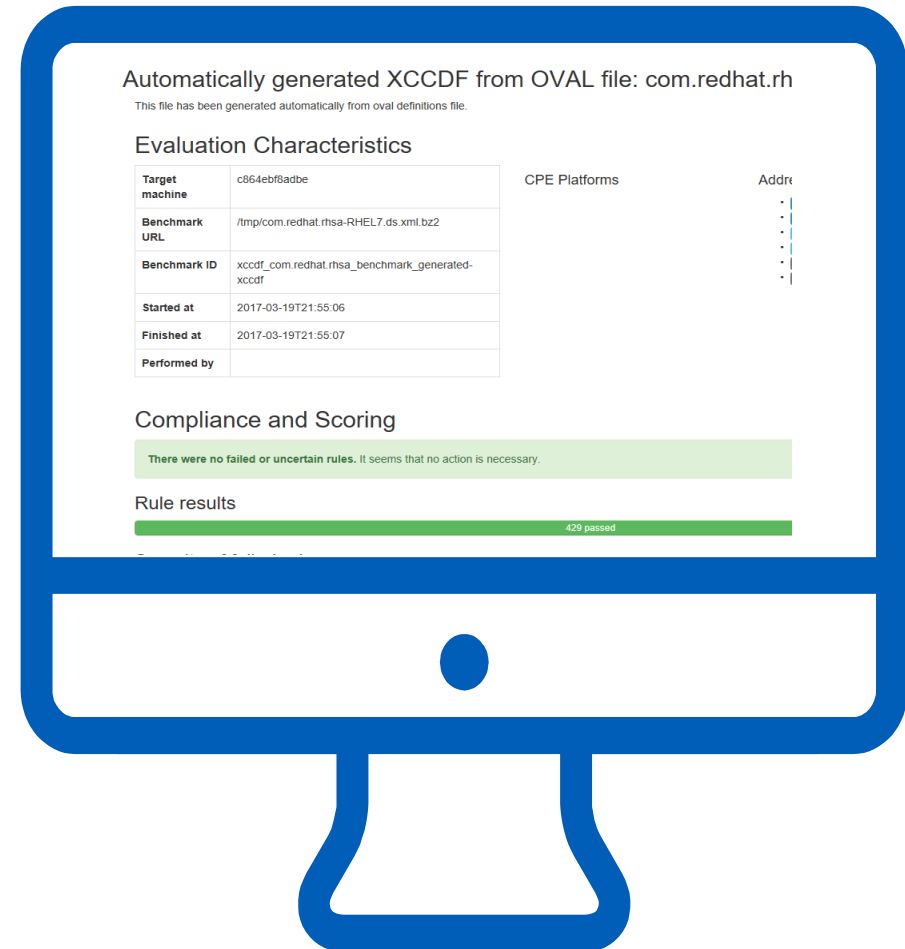 Automatically generated XCCDF from OVAL file: com.redhat.rh
This file has been generated automatically from oval definitions file.
Evaluation Characteristics
Target
machine
c864ebf8adbe
Benchmark
URL
/tmp/com.redhat.rhsa-RHEL7.ds.xml.bz2
Benchmark ID
xccdf_com.redhat.rhsa_benchmark_generated-
xccdf
Started at
2017-03-19T21:55:06
Finished at
2017-03-19T21:55:07
Performed by
CPE Platforms
Addre
Compliance and Scoring
There were no failed or uncertain rules. It seems that no action is necessary.
Rule results
429 passed